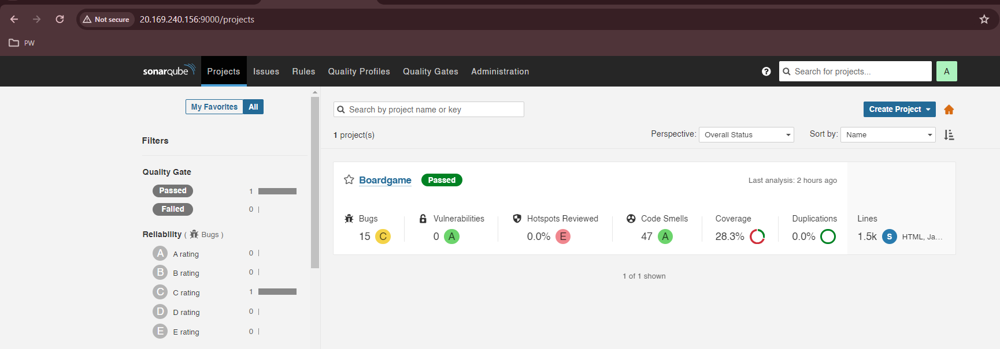 Not secure 20.169.240.156:9000/projects
PW
sonarqube Projects Issues Rules Quality Profiles Quality Gates Administration ? Search for projects... A
My Favorites All
Filters
Quality Gate
Passed 1
Failed 0
Reliability ( Bugs )
A A rating 0
B B rating 0
C C rating 1
D D rating 0
E E rating 0
Search by project name or key Create Project
1 project(s) Perspective: Overall Status Sort by: Name
Boardgame Passed Last analysis: 2 hours ago
Bugs Vulnerabilities Hotspots Reviewed Code Smells Coverage Duplications Lines
15 C 0 A 0.0% E 47 A 28.3% 0.0% 1.5k S HTML, Ja...
1 of 1 shown